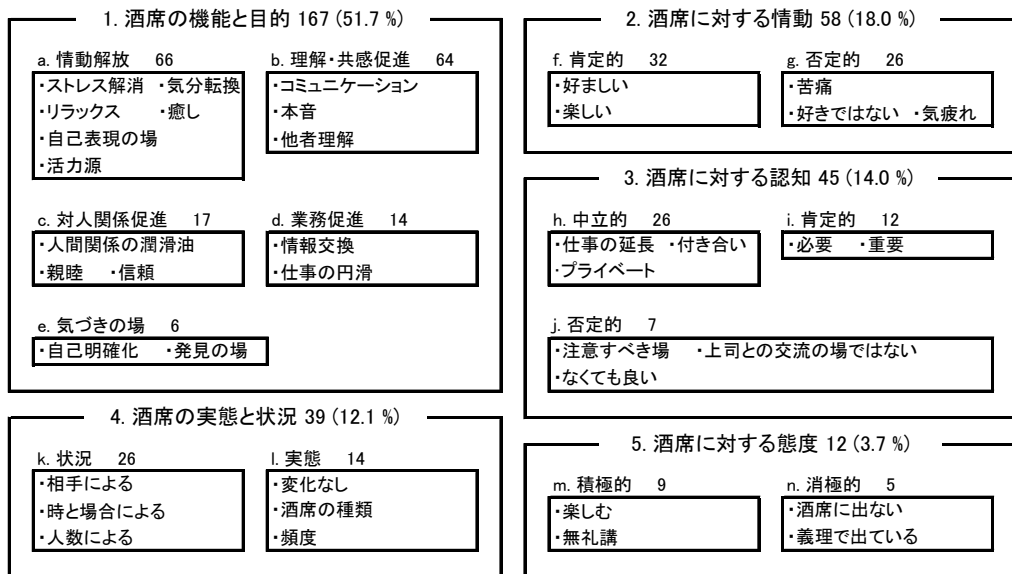 1. 酒席の機能と目的 167 (51.7 %)
a. 情動解放 66
・ストレス解消 ・気分転換
・リラックス ・癒し
・自己表現の場
・活力源
b. 理解・共感促進 64
・コミュニケーション
・本音
・他者理解
c. 対人関係促進 17
・人間関係の潤滑油
・親睦 ・信頼
d. 業務促進 14
・情報交換
・仕事の円滑
e. 気づきの場 6
・自己明確化 ・発見の場
2. 酒席に対する情動 58 (18.0 %)
f. 肯定的 32
・好ましい
・楽しい
g. 否定的 26
・苦痛
・好きではない ・気疲れ
3. 酒席に対する認知 45 (14.0 %)
h. 中立的 26
・仕事の延長 ・付き合い
・プライベート
i. 肯定的 12
・必要 ・重要
j. 否定的 7
・注意すべき場 ・上司との交流の場ではない
・なくても良い
4. 酒席の実態と状況 39 (12.1 %)
k. 状況 26
・相手による
・時と場合による
・人数による
l. 実態 14
・変化なし
・酒席の種類
・頻度
5. 酒席に対する態度 12 (3.7 %)
m. 積極的 9
・楽しむ
・無礼講
n. 消極的 5
・酒席に出ない
・義理で出ている